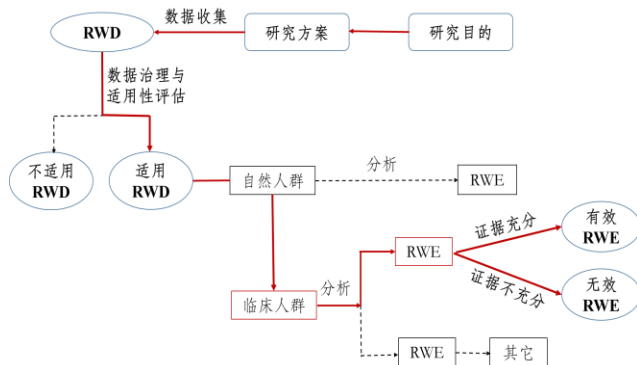 RWD
数据收集
研究方案
研究目的
数据治理与
适用性评估
不适用
RWD
适用
RWD
自然人群
分析
RWE
证据充分
有效
RWE
RWE
证据不充分
无效
RWE
临床人群
分析
RWE
其它